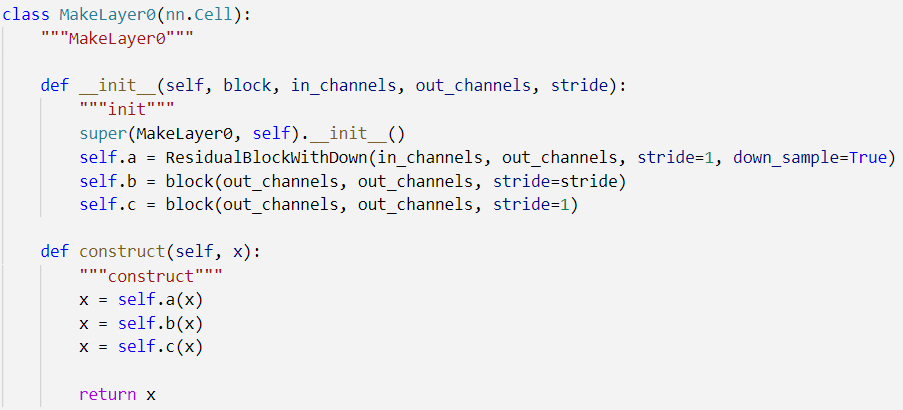 class MakeLayer0(nn.Cell):
    """MakeLayer0"""
    def __init__(self, block, in_channels, out_channels, stride):
        """init"""
        super(MakeLayer0, self).__init__()
        self.a = ResidualBlockWithDown(in_channels, out_channels, stride=1, down_sample=True)
        self.b = block(out_channels, out_channels, stride=stride)
        self.c = block(out_channels, out_channels, stride=1)
    def construct(self, x):
        """construct"""
        x = self.a(x)
        x = self.b(x)
        x = self.c(x)
        return x